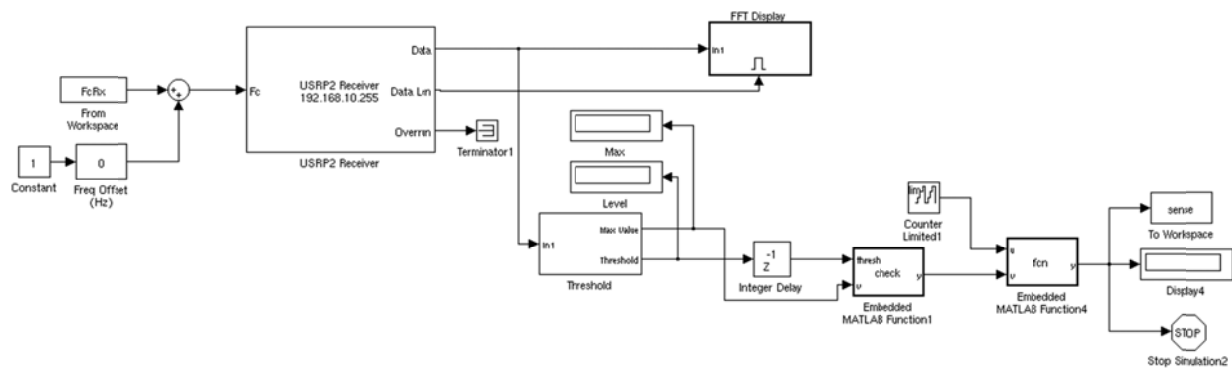 FFT Display
In1
Data
Fc
USRP2 Receiver
192.168.10.255
Data Len
Overrun
USRP2 Receiver
Terminator1
FcRx
From
Workspace
1
Constant
0
Freq Offset
(Hz)
Max
Level
In1
Max Value
Threshold
Threshold
-1
Z
Integer Delay
thresh
v
check
y
Embedded
MATLAB Function1
lim
Counter
Limited1
u
v
fcn
y
Embedded
MATLAB Function4
sense
To Workspace
Display4
STOP
Stop Simulation2